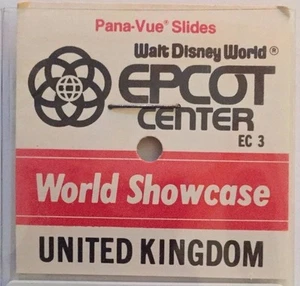 Pana-Vue® Slides
Walt Disney World®
EPCOT
CENTER
EC 3
World Showcase
UNITED KINGDOM